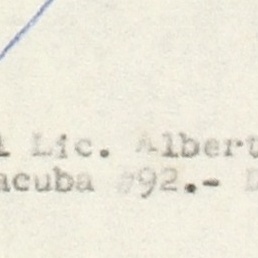 l Lic. Albert
acuba #92.- D